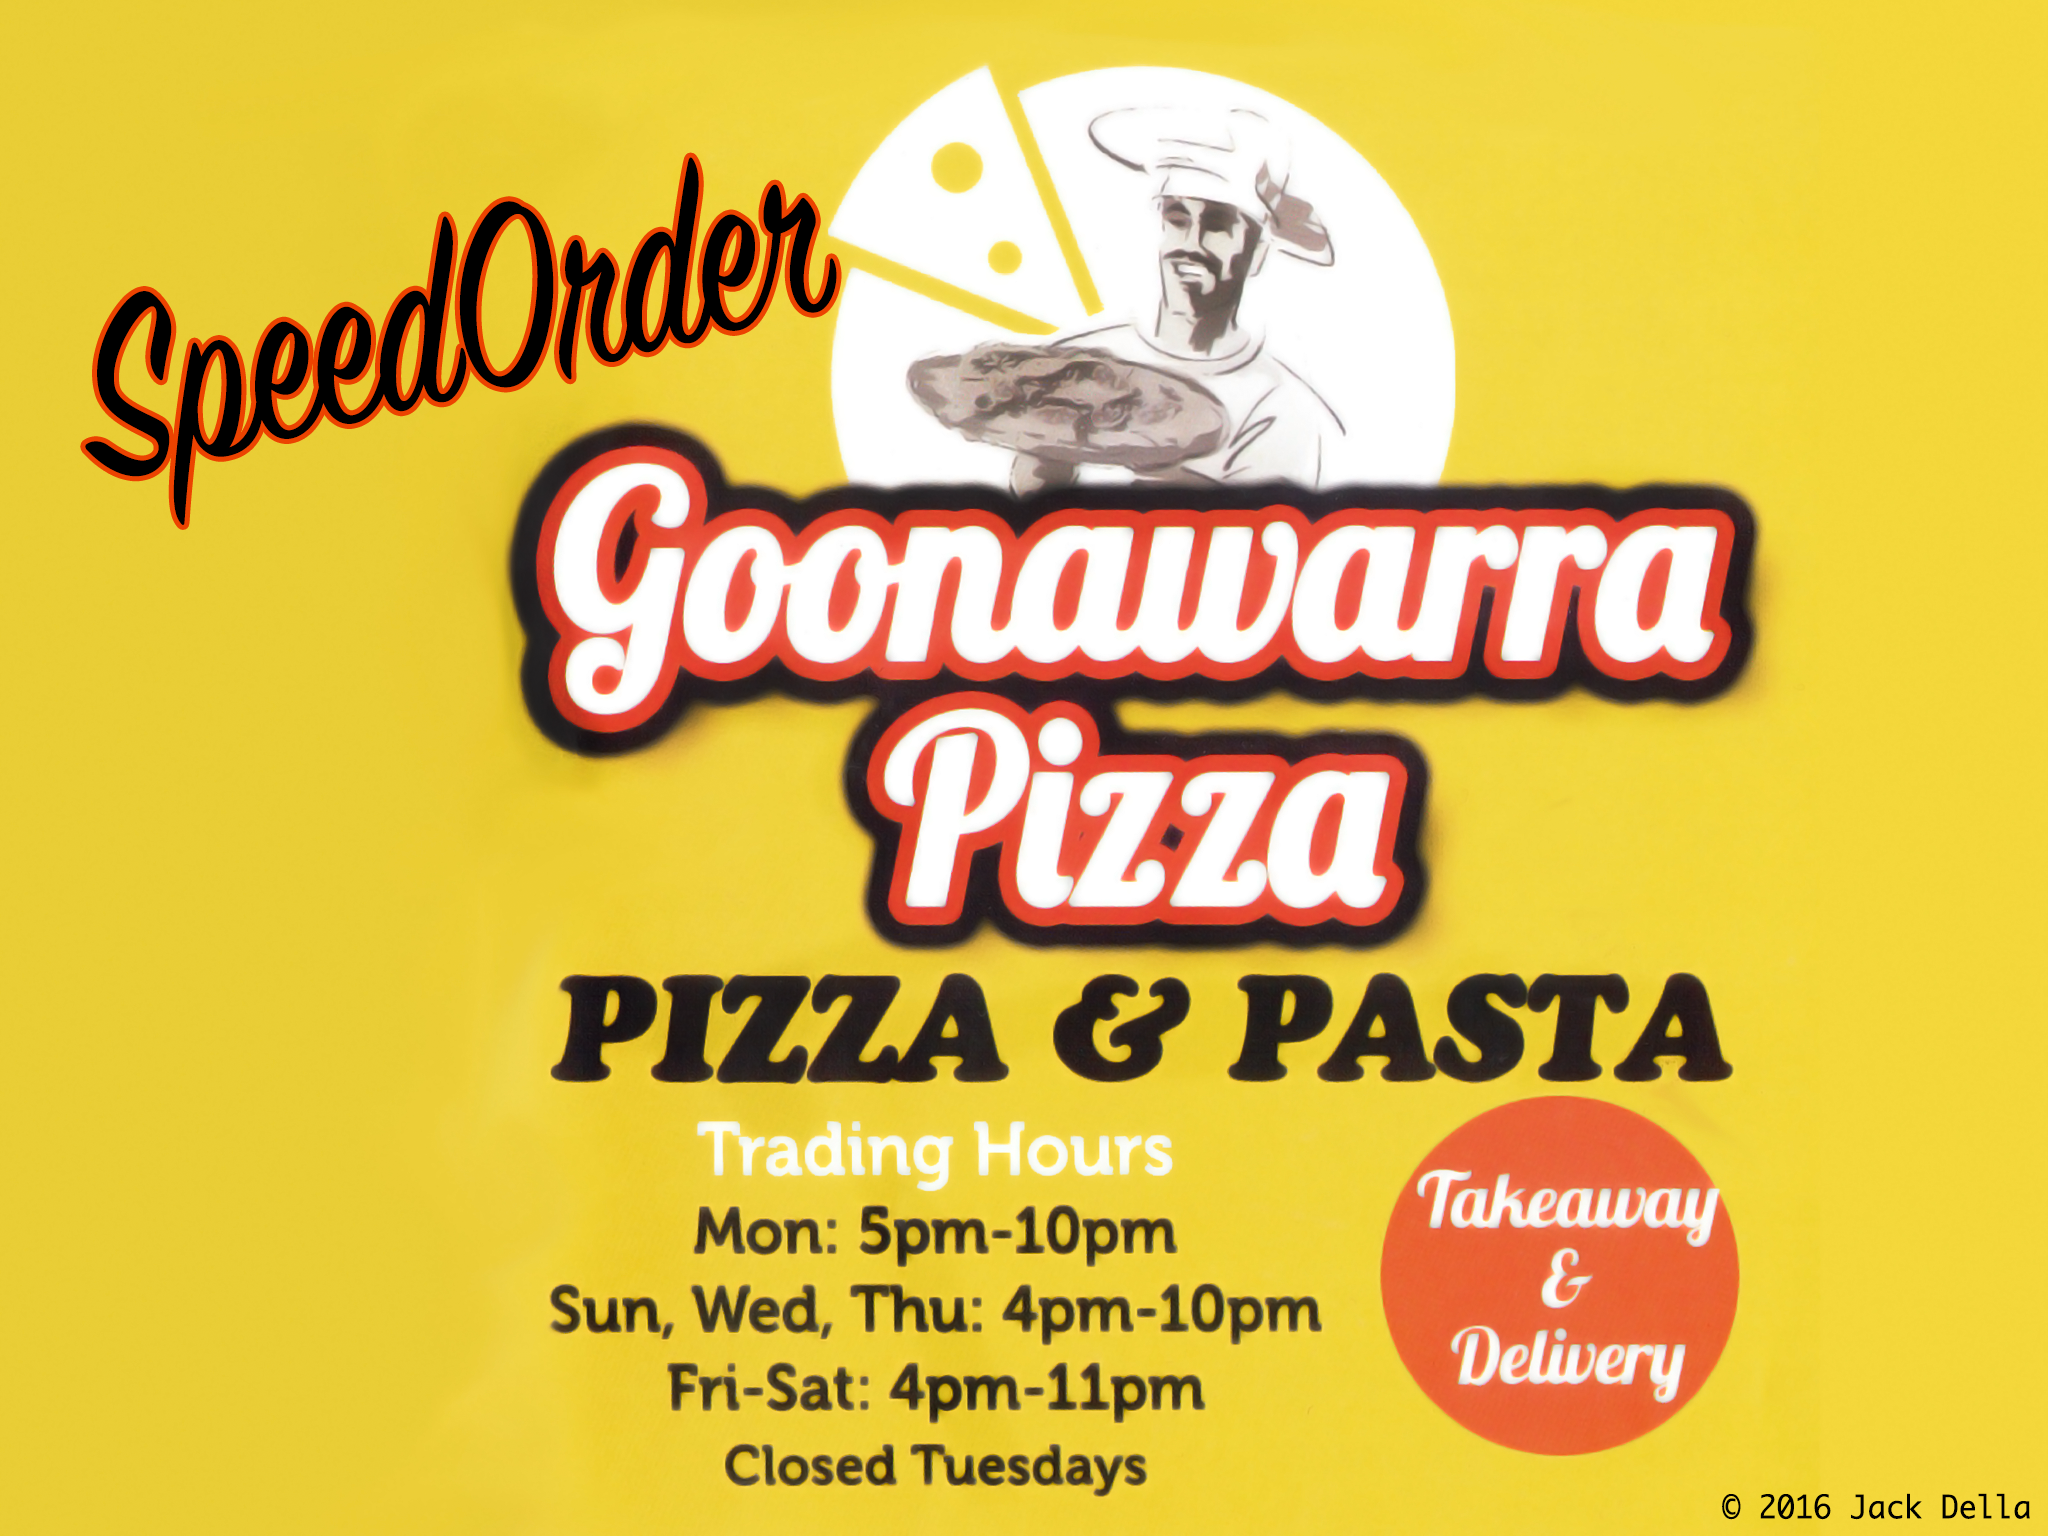 SpeedOrder
Goonawarra
Pizza
PIZZA & PASTA
Trading Hours
Mon: 5pm-10pm
Sun, Wed, Thu: 4pm-10pm
Fri-Sat: 4pm-11pm
Closed Tuesdays
Takeaway
&
Delivery
© 2016 Jack Della